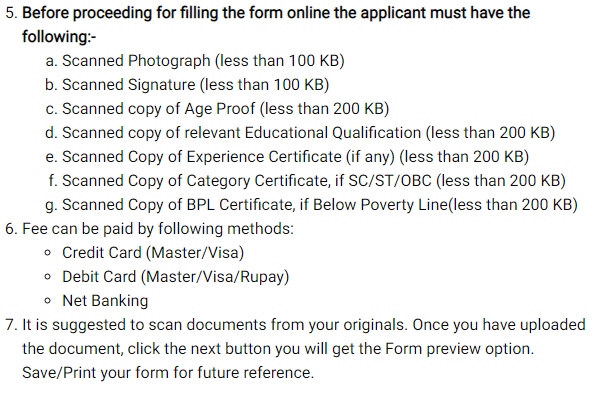 5. Before proceeding for filling the form online the applicant must have the
following:-
a. Scanned Photograph (less than 100 KB)
b. Scanned Signature (less than 100 KB)
c. Scanned copy of Age Proof (less than 200 KB)
d. Scanned copy of relevant Educational Qualification (less than 200 KB)
e. Scanned Copy of Experience Certificate (if any) (less than 200 KB)
f. Scanned Copy of Category Certificate, if SC/ST/OBC (less than 200 KB)
g. Scanned Copy of BPL Certificate, if Below Poverty Line(less than 200 KB)
6. Fee can be paid by following methods:
◦ Credit Card (Master/Visa)
◦ Debit Card (Master/Visa/Rupay)
◦ Net Banking
7. It is suggested to scan documents from your originals. Once you have uploaded
the document, click the next button you will get the Form preview option.
Save/Print your form for future reference.